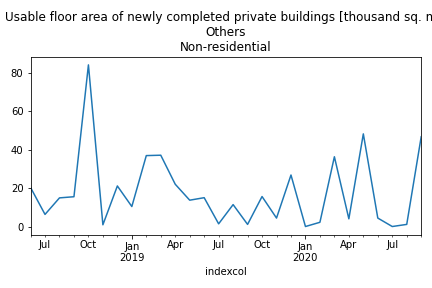 Usable floor area of newly completed private buildings [thousand sq. m
Others
Non-residential
80
60
40
20
0
Jul Oct Jan Apr Jul Oct Jan Apr Jul
2019 2020
indexcol